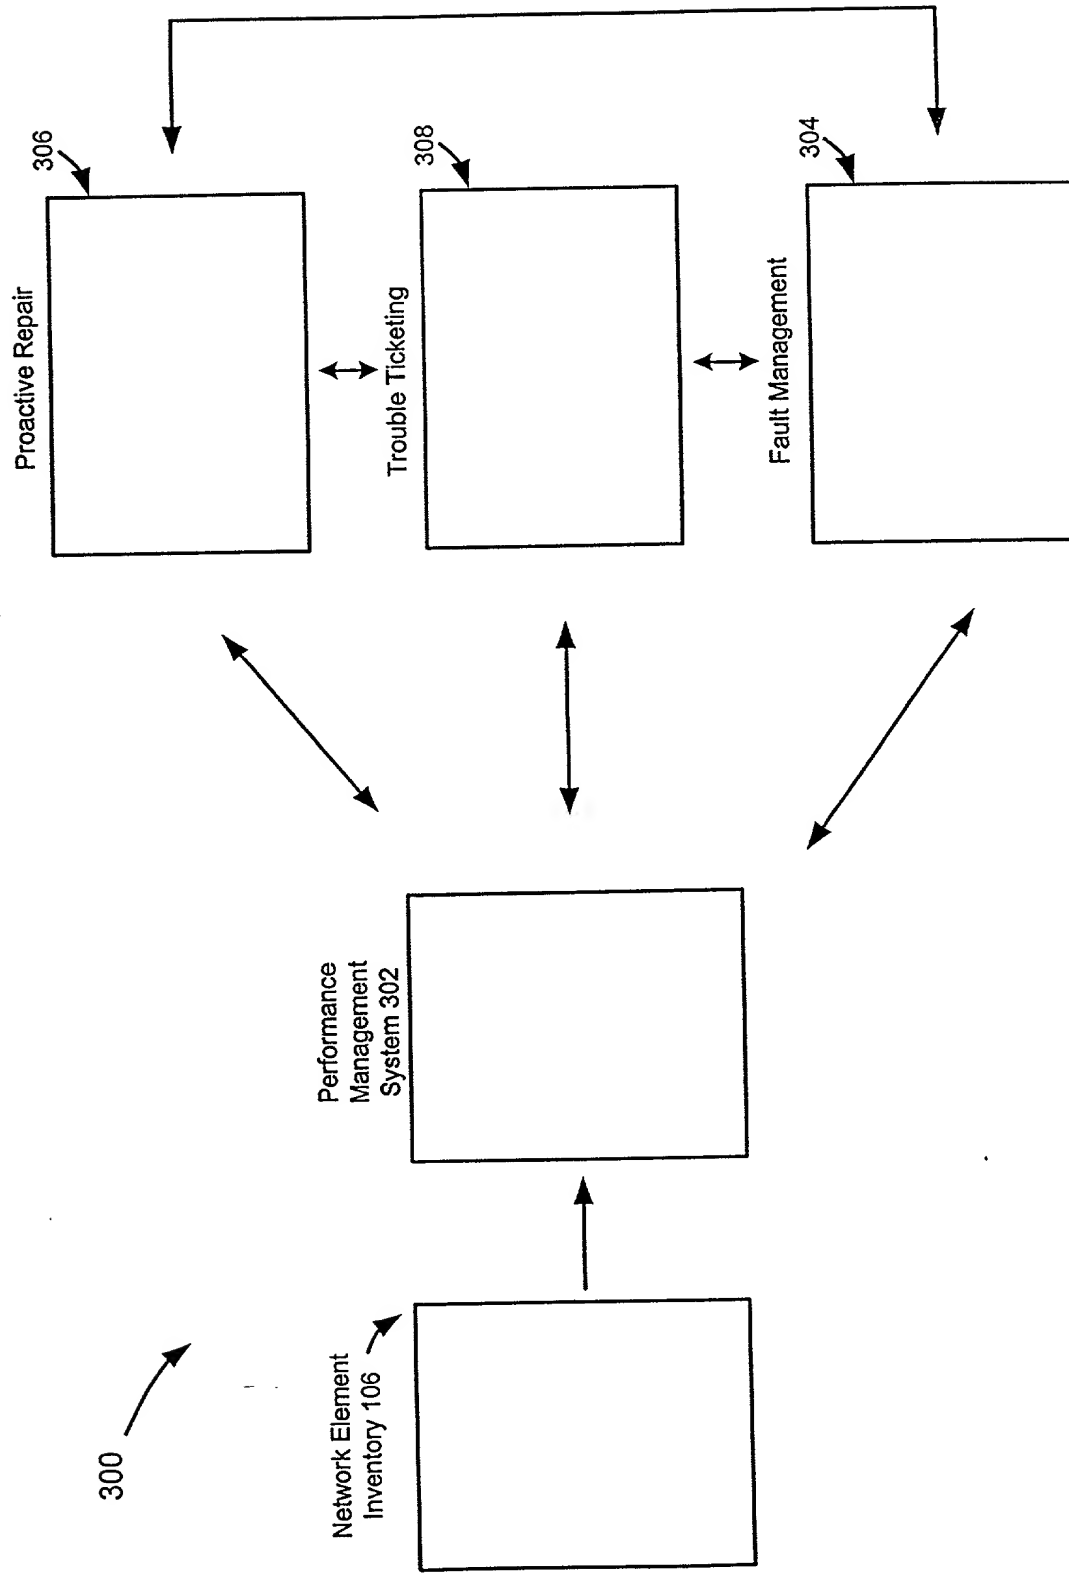 300
Network Element
Inventory 106
Performance
Management
System 302
Proactive Repair
306
Trouble Ticketing
308
Fault Management
304